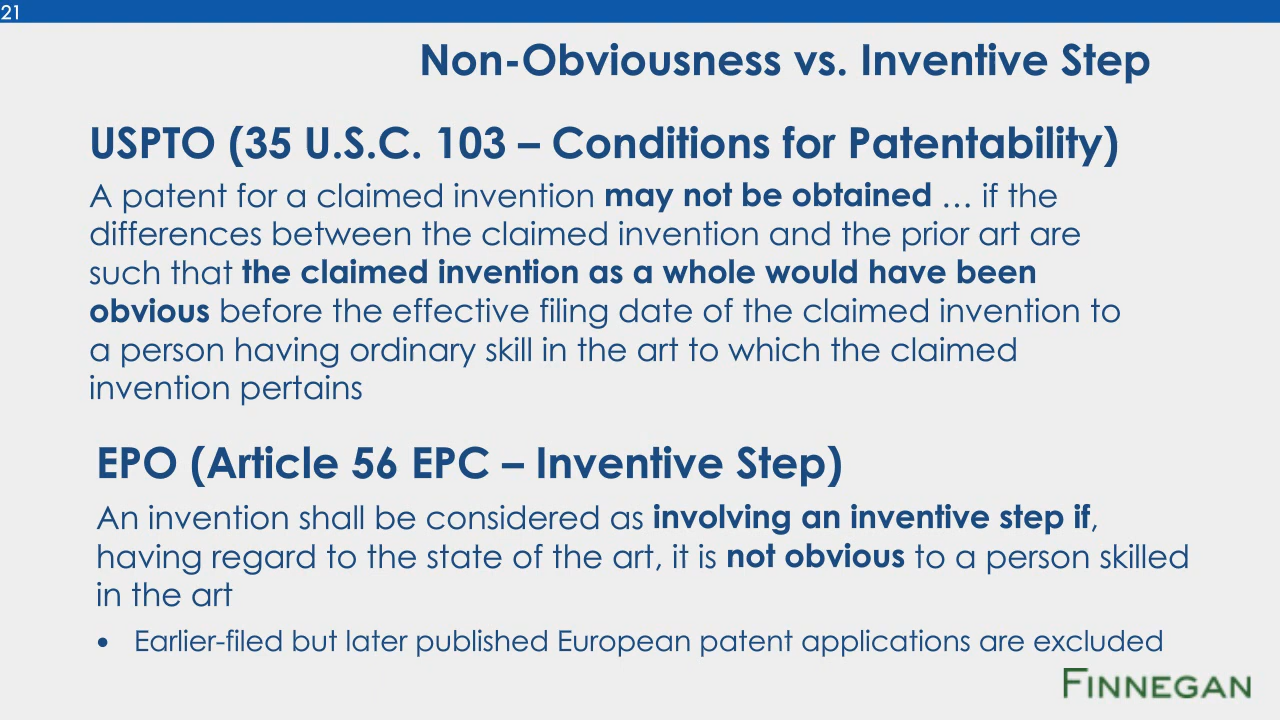 21
Non-Obviousness vs. Inventive Step
USPTO (35 U.S.C. 103 – Conditions for Patentability)
A patent for a claimed invention may not be obtained … if the
differences between the claimed invention and the prior art are
such that the claimed invention as a whole would have been
obvious before the effective filing date of the claimed invention to
a person having ordinary skill in the art to which the claimed
invention pertains
EPO (Article 56 EPC – Inventive Step)
An invention shall be considered as involving an inventive step if,
having regard to the state of the art, it is not obvious to a person skilled
in the art
• Earlier-filed but later published European patent applications are excluded
FINNEGAN